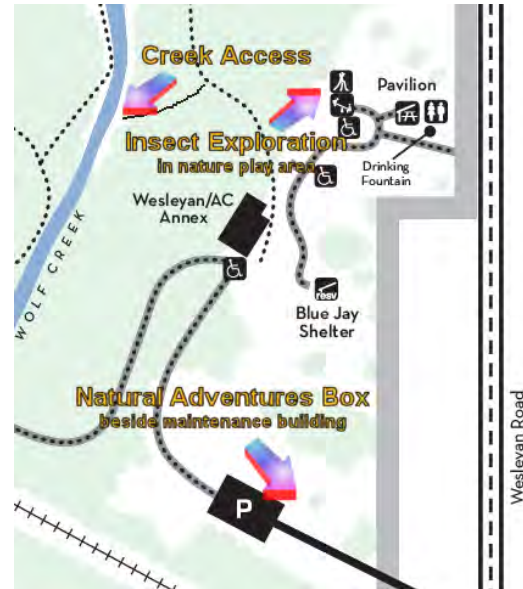 Creek Access
Pavilion
Insect Exploration
in nature play area
Drinking
Fountain
Wesleyan/AC
Annex
WOLF CREEK
resv
Blue Jay
Shelter
Natural Adventures Box
beside maintenance building
Wesleyan Road
P